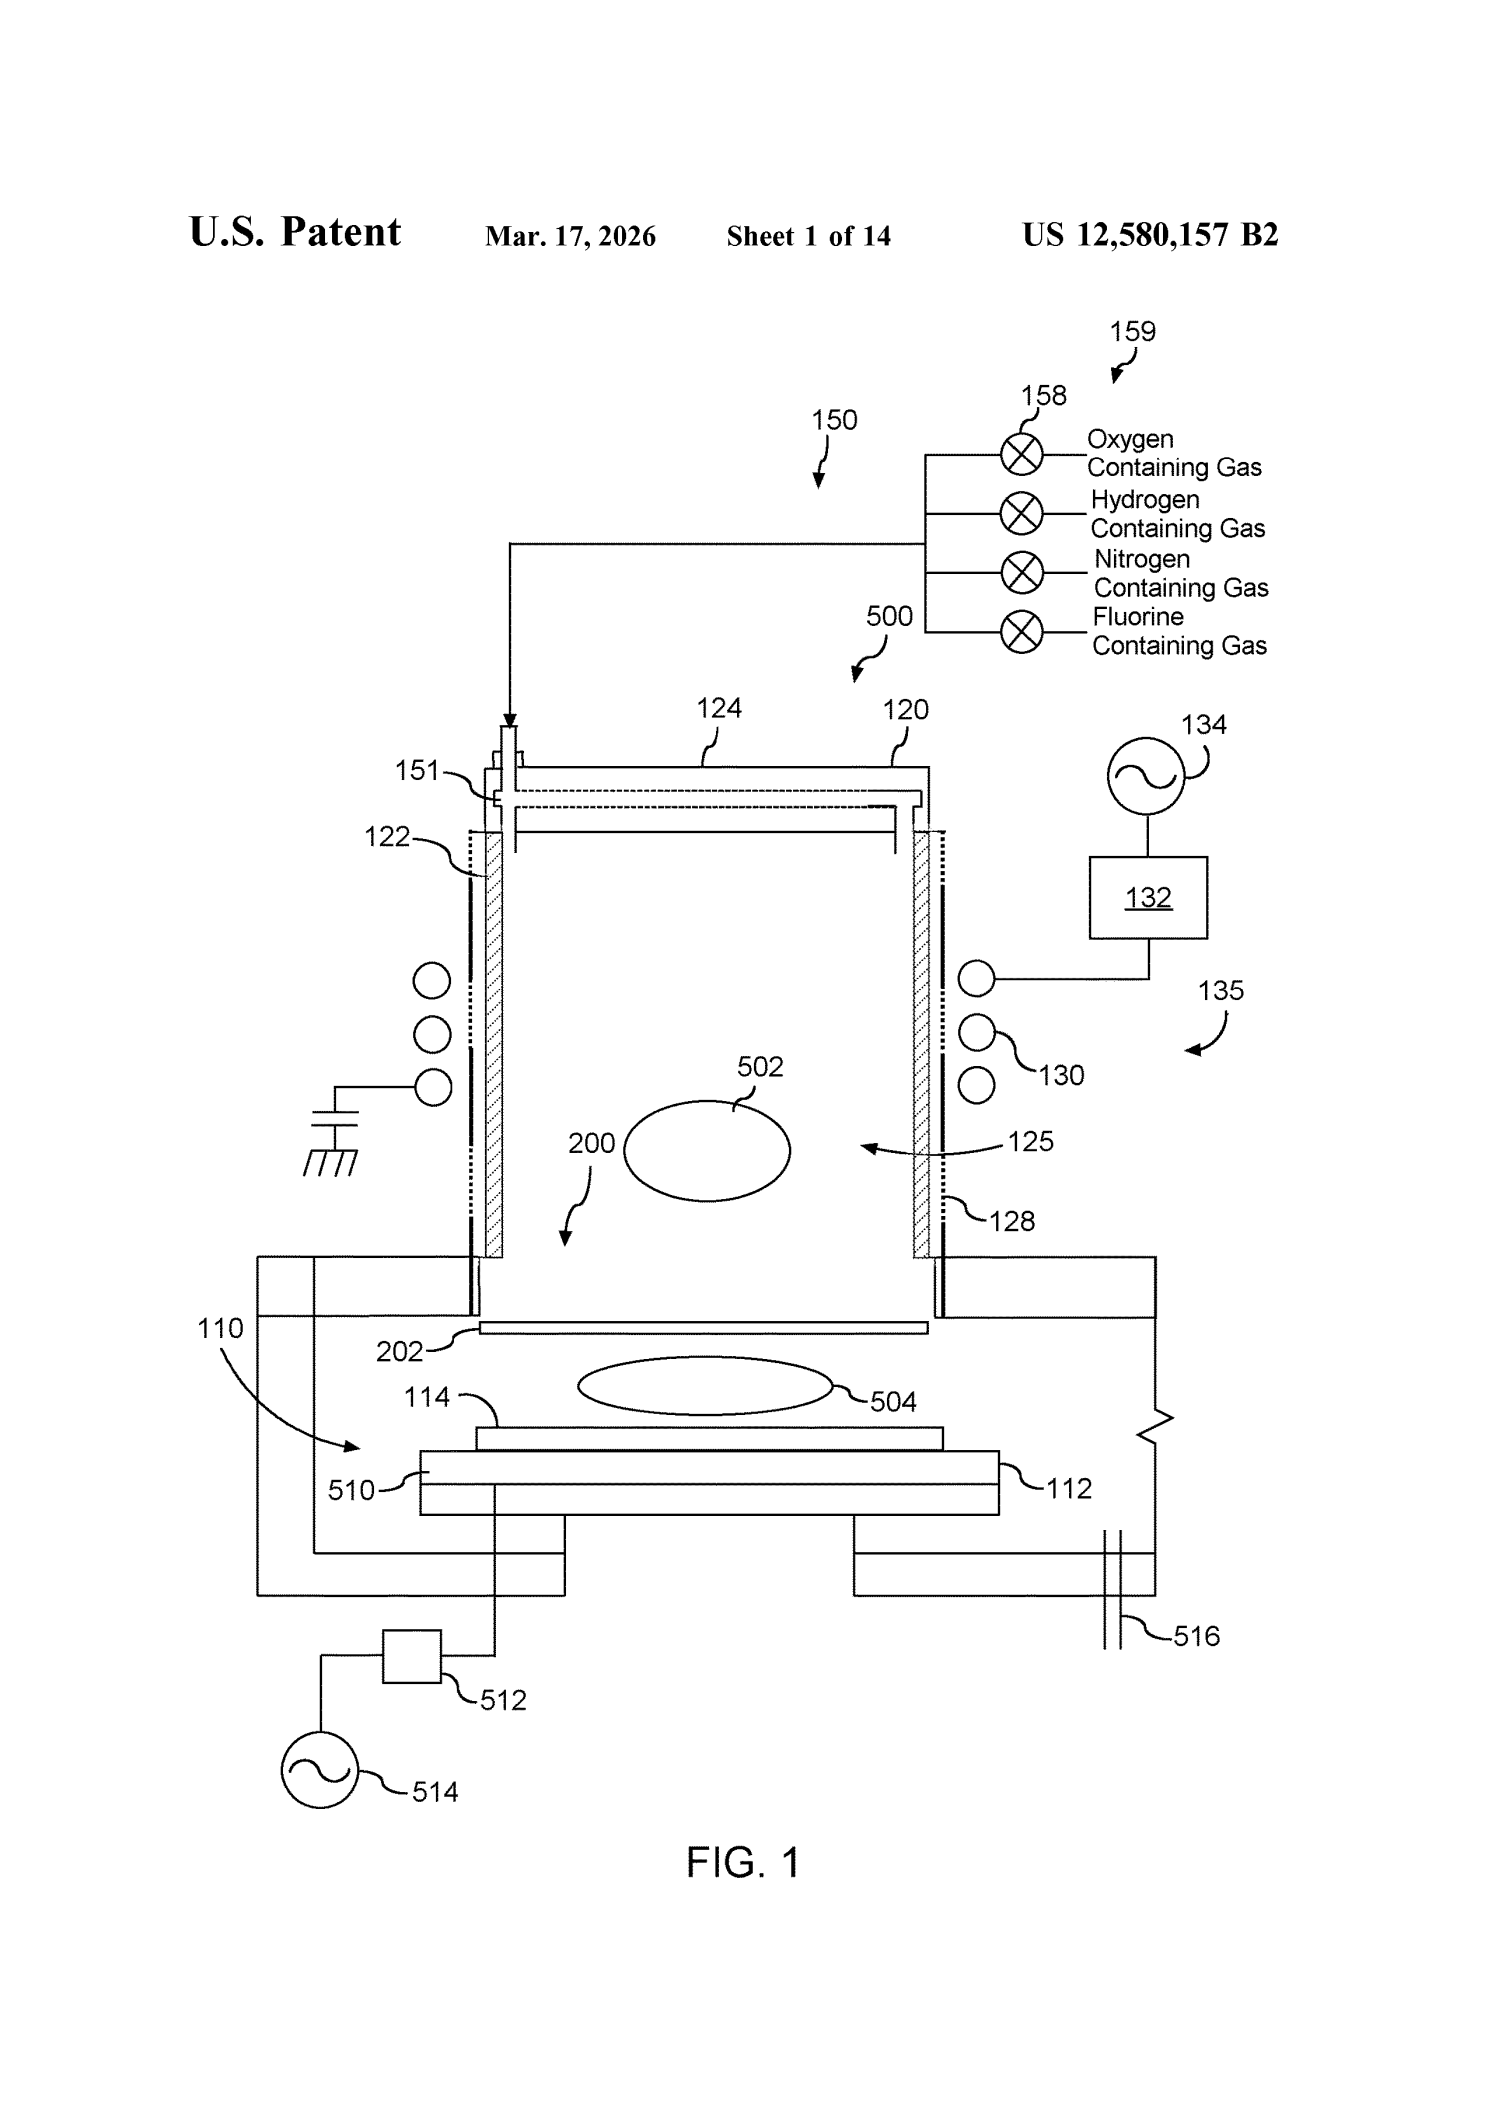 U.S. Patent Mar. 17, 2026 Sheet 1 of 14 US 12,580,157 B2
159
158
150
Oxygen
Containing Gas
Hydrogen
Containing Gas
Nitrogen
Containing Gas
Fluorine
Containing Gas
500
124
120
134
151
122
132
135
130
502
200
125
128
110
202
114
504
510
112
516
512
514
FIG. 1